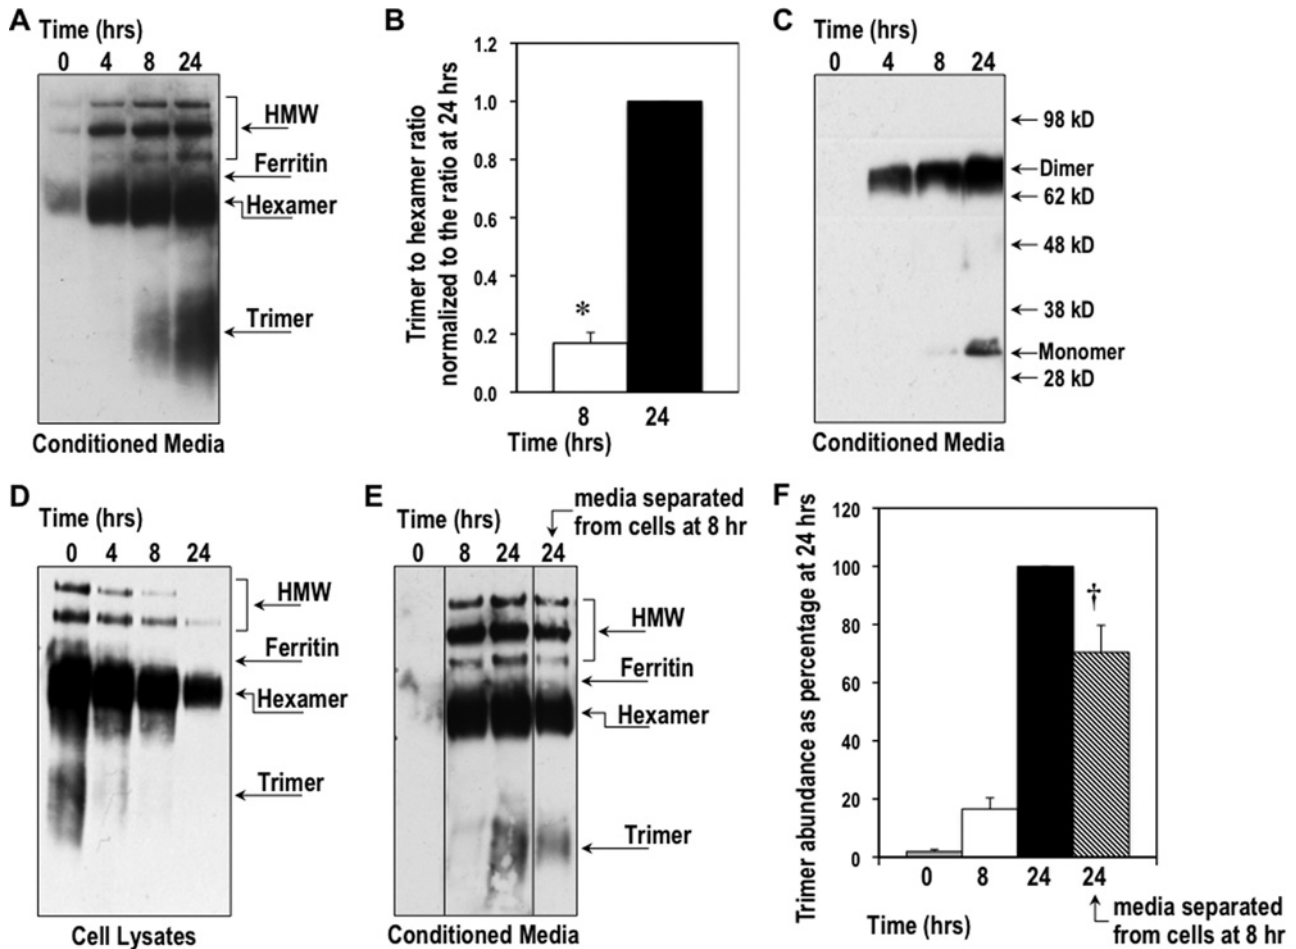 A
Time (hrs)
0 4 8 24
HMW
Ferritin
Hexamer
Trimer
Conditioned Media
B
Trimer to hexamer ratio
normalized to the ratio at 24 hrs
1.2
1.0
0.8
0.6
0.4
0.2
0.0
*
8 24
Time (hrs)
C
Time (hrs)
0 4 8 24
98 kD
Dimer
62 kD
48 kD
38 kD
Monomer
28 kD
Conditioned Media
D
Time (hrs)
0 4 8 24
HMW
Ferritin
Hexamer
Trimer
Cell Lysates
E
media separated
from cells at 8 hr
Time (hrs)
0 8 24 24
HMW
Ferritin
Hexamer
Trimer
Conditioned Media
F
Trimer abundance as percentage at 24 hrs
120
100
80
60
40
20
0
†
0 8 24 24
Time (hrs)
media separated
from cells at 8 hr